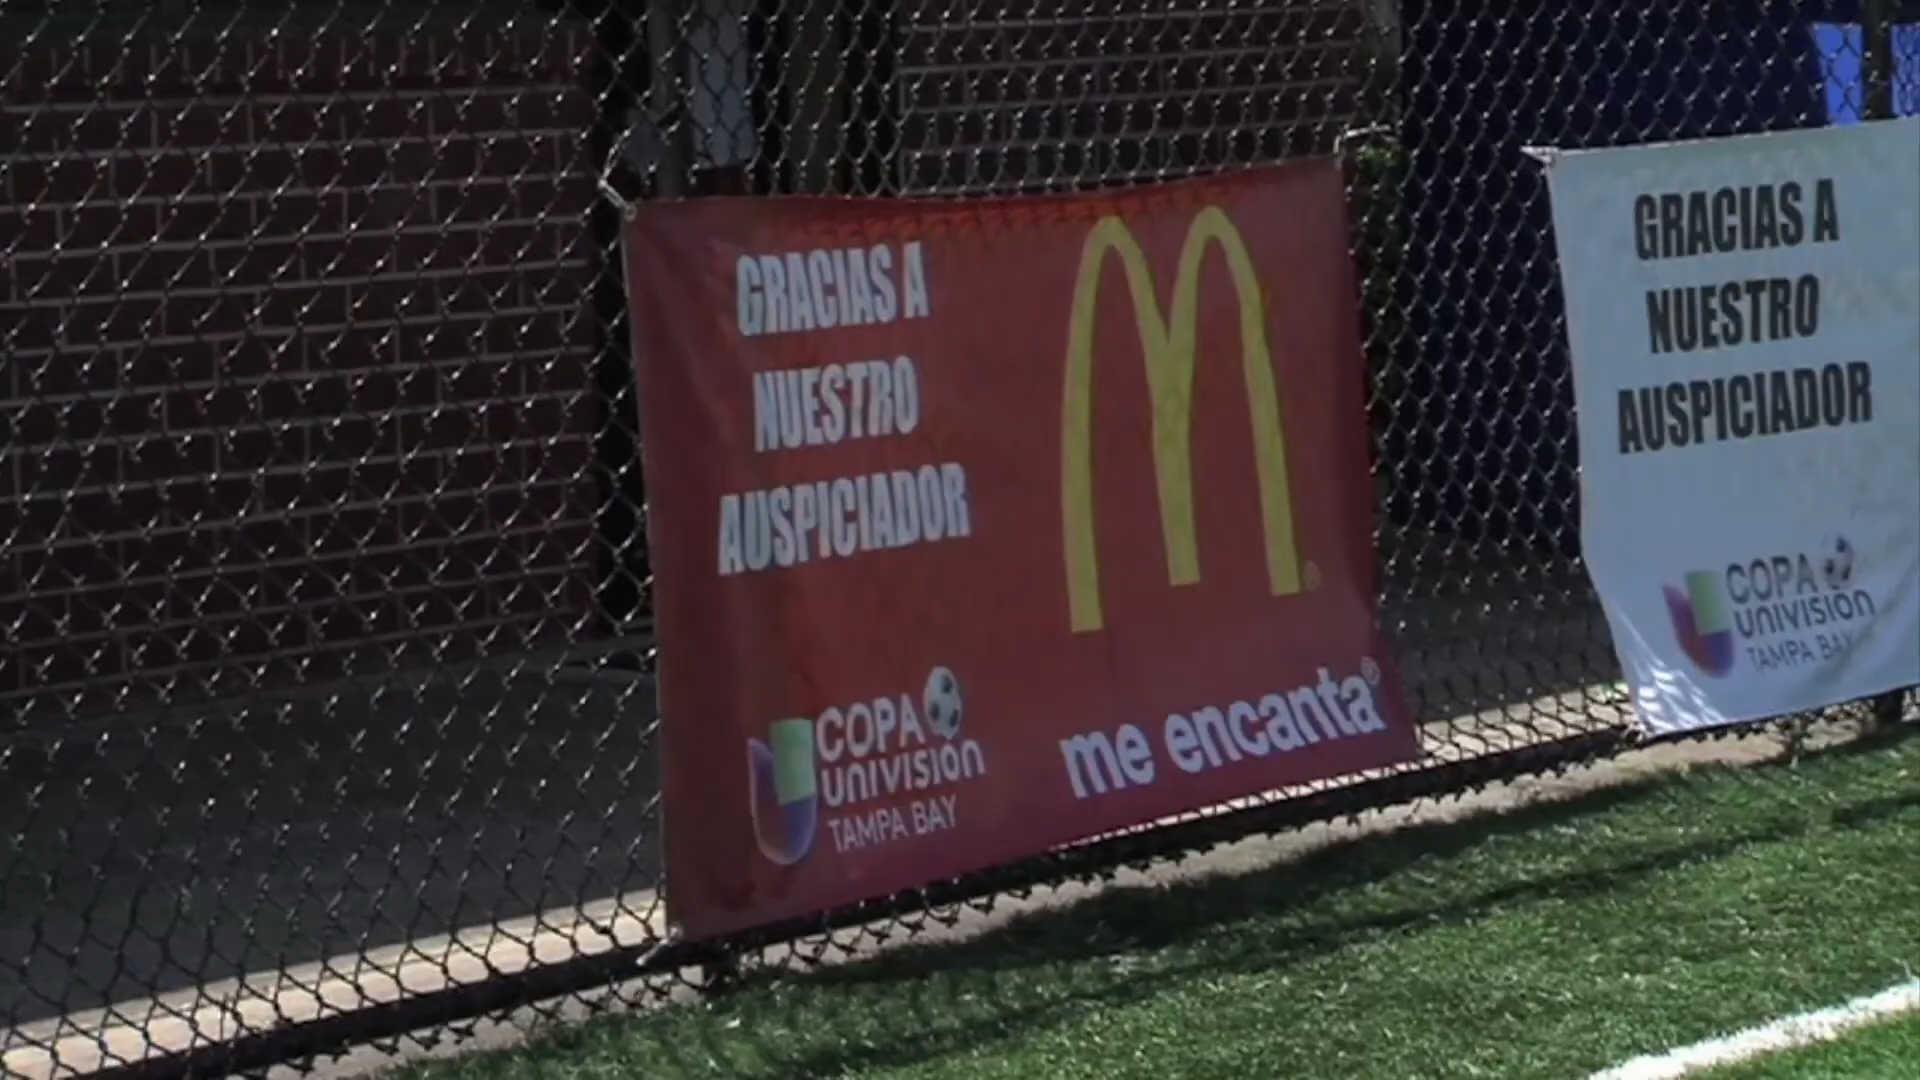 GRACIAS A
NUESTRO
AUSPICIADOR
COPA
UNIVISION
TAMPA BAY
me encanta®
GRACIAS A
NUESTRO
AUSPICIADOR
COPA
UNIVISION
TAMPA BAY